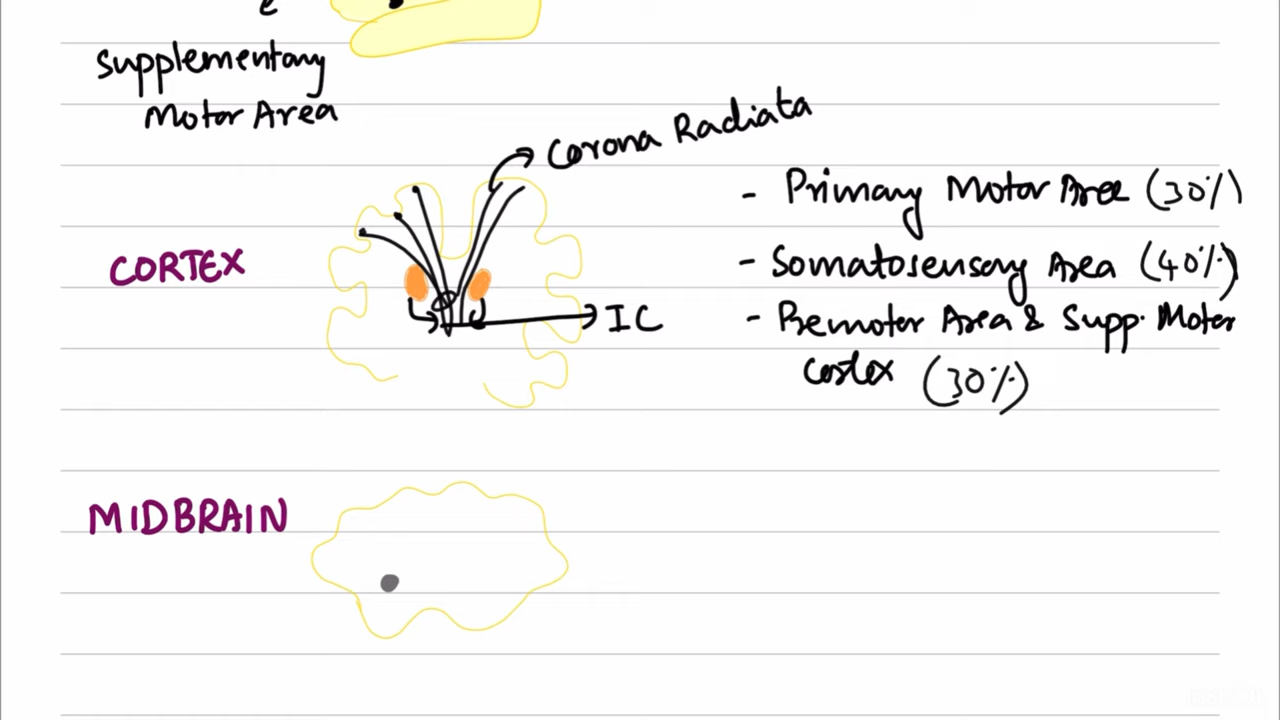 e
Supplementary
Motor Area
Corona Radiata
- Primary Motor Area (30%)
CORTEX
- Somatosensory Area (40%)
IC
- Premotor Area & Supp. Motor
Cortex (30%)
MIDBRAIN